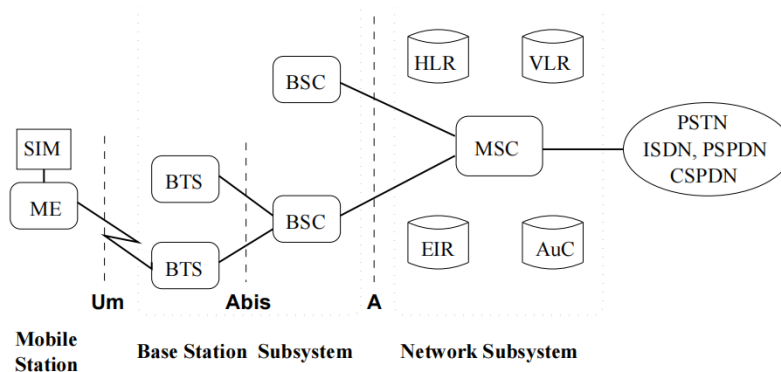 HLR
VLR
BSC
PSTN
ISDN, PSPDN
CSPDN
MSC
SIM
BTS
ME
BSC
BTS
EIR
AuC
Um
Abis
A
Mobile
Station
Base Station
Subsystem
Network Subsystem